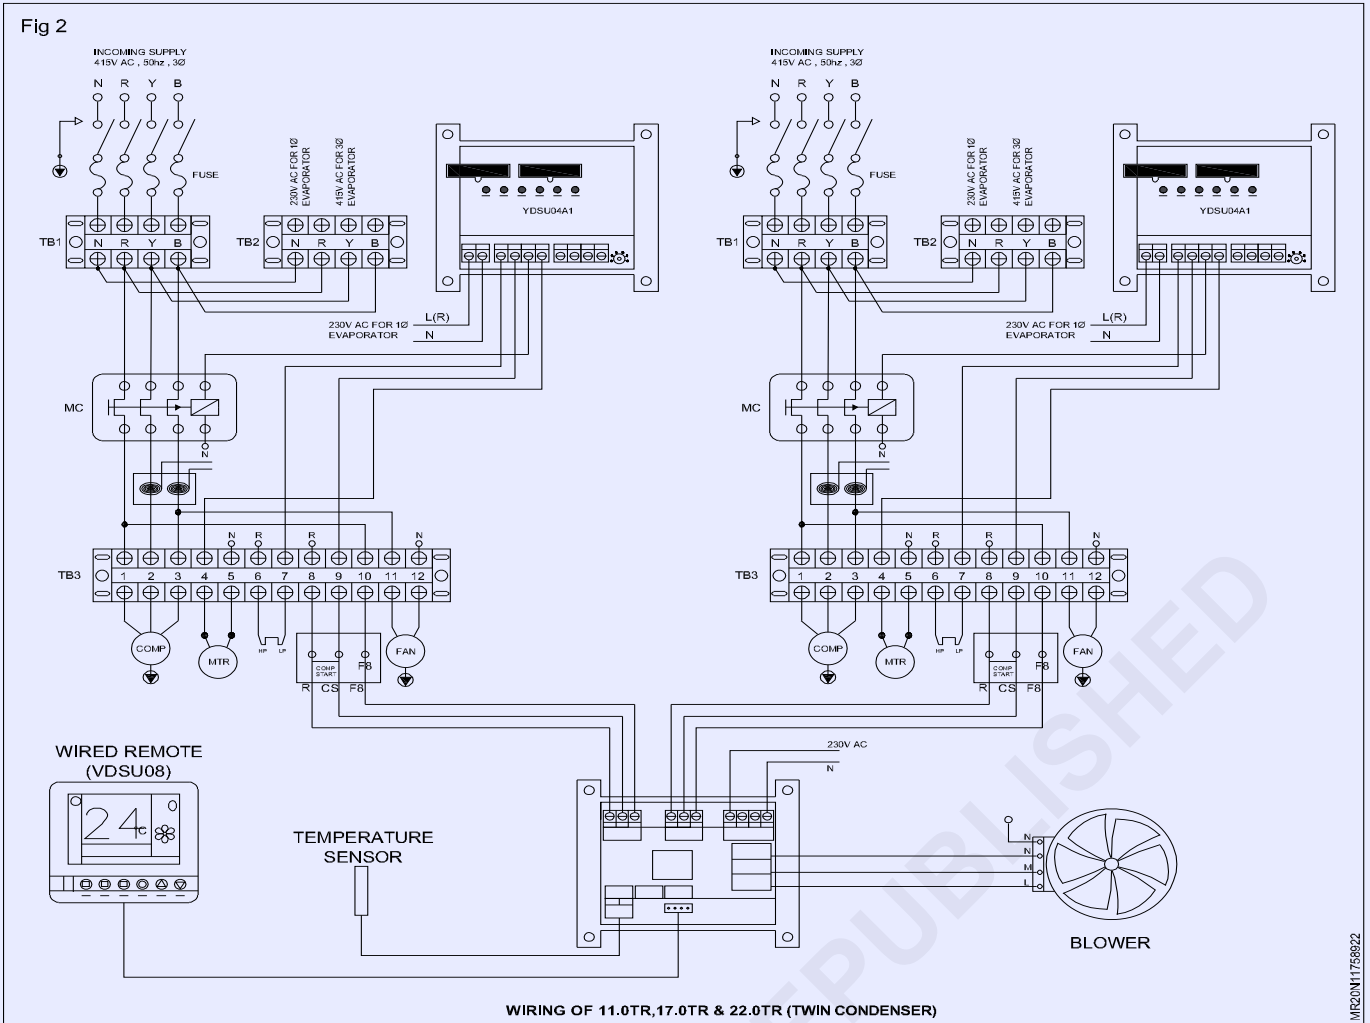 Fig 2
INCOMING SUPPLY
415V AC , 50hz , 3Ø
N R Y B
FUSE
230V AC FOR 1Ø
EVAPORATOR
415V AC FOR 3Ø
EVAPORATOR
YDSU04A1
TB1
N R Y B
TB2
N R Y B
230V AC FOR 1Ø
EVAPORATOR
L(R)
N
MC
N
N R R N
TB3
1 2 3 4 5 6 7 8 9 10 11 12
COMP
MTR
HP LP
COMP
START
F8
FAN
R CS F8
INCOMING SUPPLY
415V AC , 50hz , 3Ø
N R Y B
FUSE
230V AC FOR 1Ø
EVAPORATOR
415V AC FOR 3Ø
EVAPORATOR
YDSU04A1
TB1
N R Y B
TB2
N R Y B
230V AC FOR 1Ø
EVAPORATOR
L(R)
N
MC
N
N R R N
TB3
1 2 3 4 5 6 7 8 9 10 11 12
COMP
MTR
HP LP
COMP
START
F8
FAN
R CS F8
230V AC
N
WIRED REMOTE
(VDSU08)
24°C
TEMPERATURE
SENSOR
N
N
M
L
BLOWER
WIRING OF 11.0TR,17.0TR & 22.0TR (TWIN CONDENSER)
MR20N11758922
EPUBLISHED